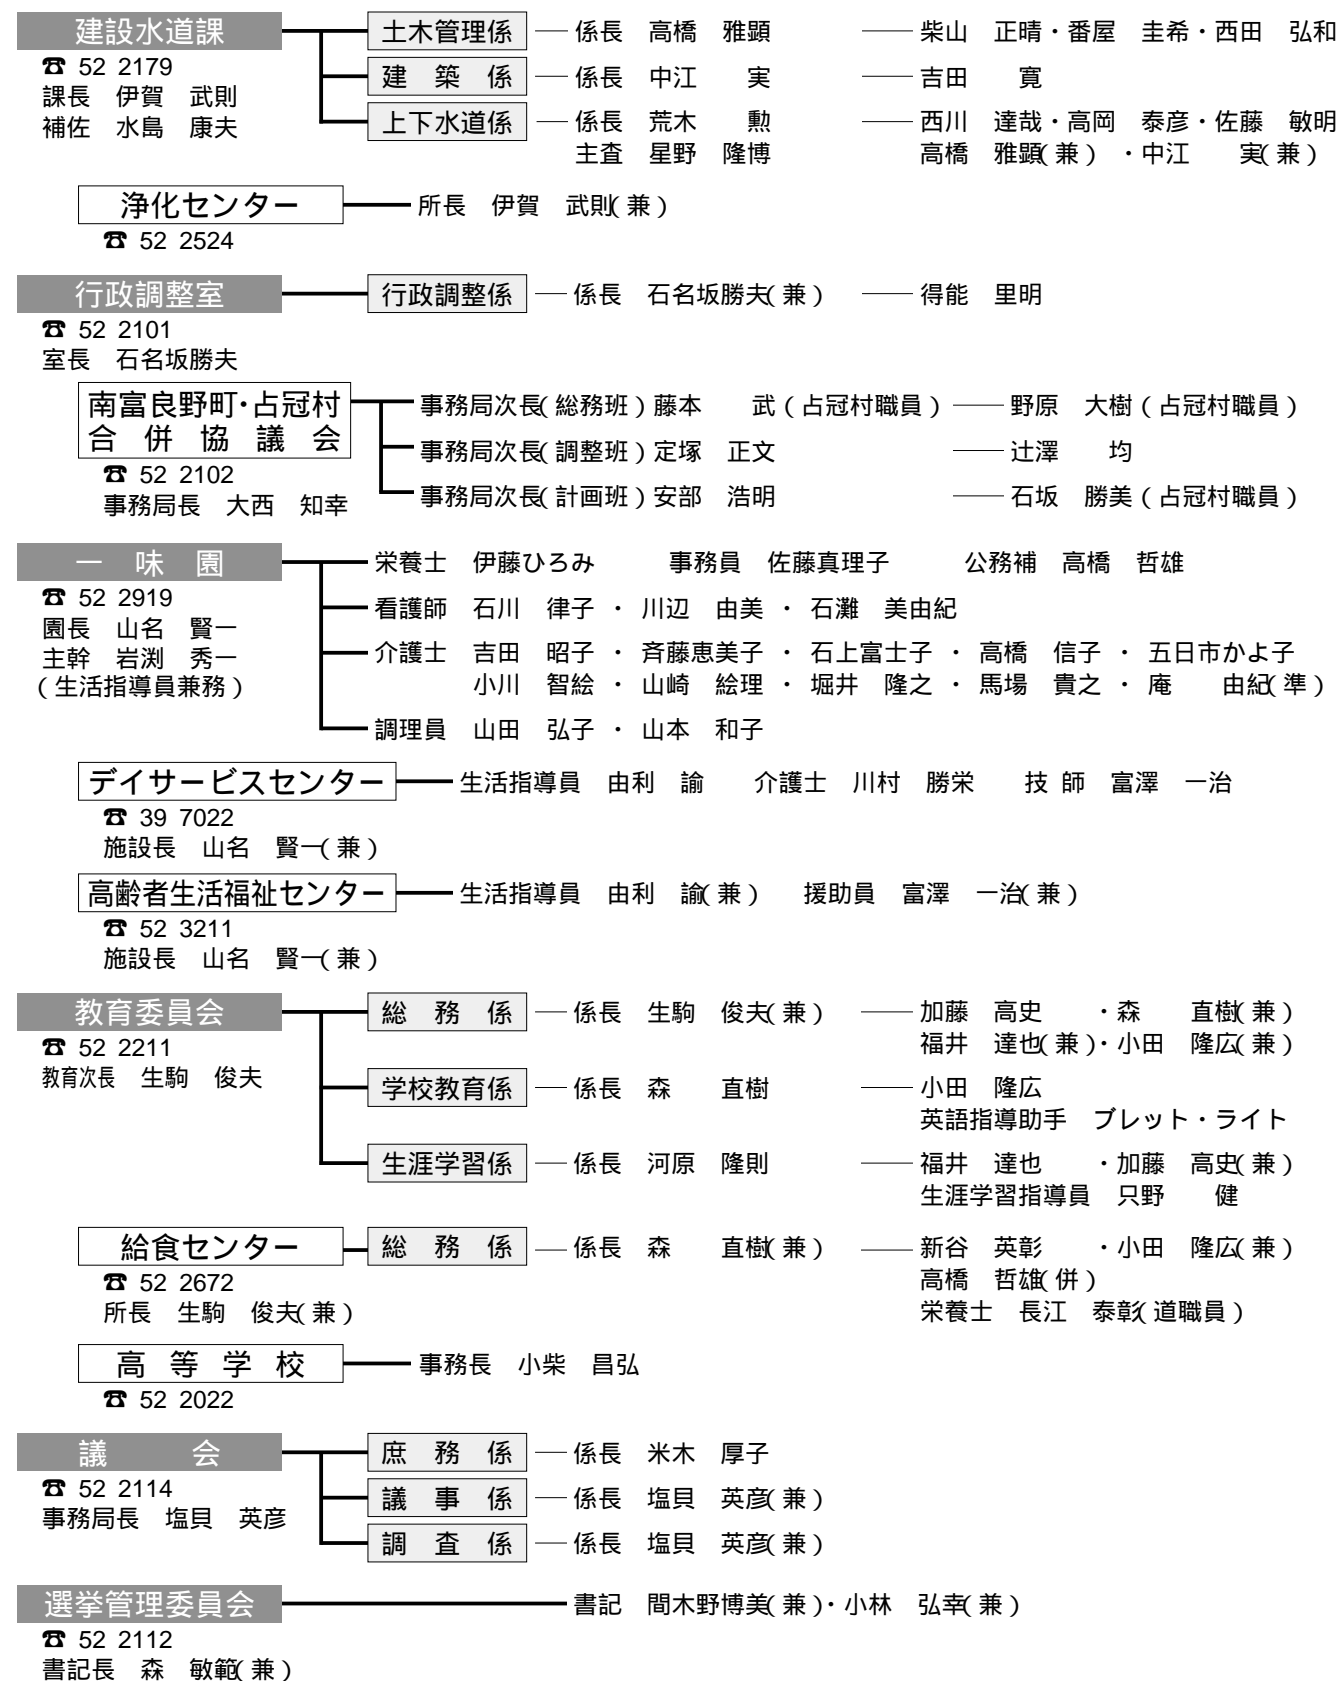 建設水道課 土木管理係 係長 高橋 雅顕 柴山 正晴・番屋 圭希・西田 弘和
☎ 52 2179
課長 伊賀 武則
補佐 水島 康夫
建築係 係長 中江 実 吉田 寛
上下水道係 係長 荒木 勲 西川 達哉・高岡 泰彦・佐藤 敏明
主査 星野 隆博 高橋 雅顕(兼)・中江 実(兼)
浄化センター 所長 伊賀 武則(兼)
☎ 52 2524
行政調整室 行政調整係 係長 石名坂勝夫(兼) 得能 里明
☎ 52 2101
室長 石名坂勝夫
南富良野町・占冠村
合併協議会
☎ 52 2102
事務局長 大西 知幸
事務局次長(総務班)藤本 武(占冠村職員) 野原 大樹(占冠村職員)
事務局次長(調整班)定塚 正文 辻澤 均
事務局次長(計画班)安部 浩明 石坂 勝美(占冠村職員)
一味園 栄養士 伊藤ひろみ 事務員 佐藤真理子 公務補 高橋 哲雄
☎ 52 2919
園長 山名 賢一
主幹 岩渕 秀一
(生活指導員兼務)
看護師 石川 律子 ・ 川辺 由美 ・ 石灘 美由紀
介護士 吉田 昭子 ・ 斉藤恵美子 ・ 石上富士子 ・ 高橋 信子 ・ 五日市かよ子
小川 智絵 ・ 山崎 絵理 ・ 堀井 隆之 ・ 馬場 貴之 ・ 庵 由紀(準)
調理員 山田 弘子 ・ 山本 和子
デイサービスセンター 生活指導員 由利 諭 介護士 川村 勝栄 技師 富澤 一治
☎ 39 7022
施設長 山名 賢一(兼)
高齢者生活福祉センター 生活指導員 由利 諭(兼) 援助員 富澤 一治(兼)
☎ 52 3211
施設長 山名 賢一(兼)
教育委員会 総務係 係長 生駒 俊夫(兼) 加藤 高史 ・森 直樹(兼)
福井 達也(兼)・小田 隆広(兼)
☎ 52 2211
教育次長 生駒 俊夫
学校教育係 係長 森 直樹 小田 隆広
英語指導助手 ブレット・ライト
生涯学習係 係長 河原 隆則 福井 達也 ・加藤 高史(兼)
生涯学習指導員 只野 健
給食センター 総務係 係長 森 直樹(兼) 新谷 英彰 ・小田 隆広(兼)
☎ 52 2672 高橋 哲雄(併)
所長 生駒 俊夫(兼) 栄養士 長江 泰彰(道職員)
高等学校 事務長 小柴 昌弘
☎ 52 2022
議会 庶務係 係長 米木 厚子
☎ 52 2114
事務局長 塩貝 英彦
議事係 係長 塩貝 英彦(兼)
調査係 係長 塩貝 英彦(兼)
選挙管理委員会 書記 間木野博美(兼)・小林 弘幸(兼)
☎ 52 2112
書記長 森 敏範(兼)